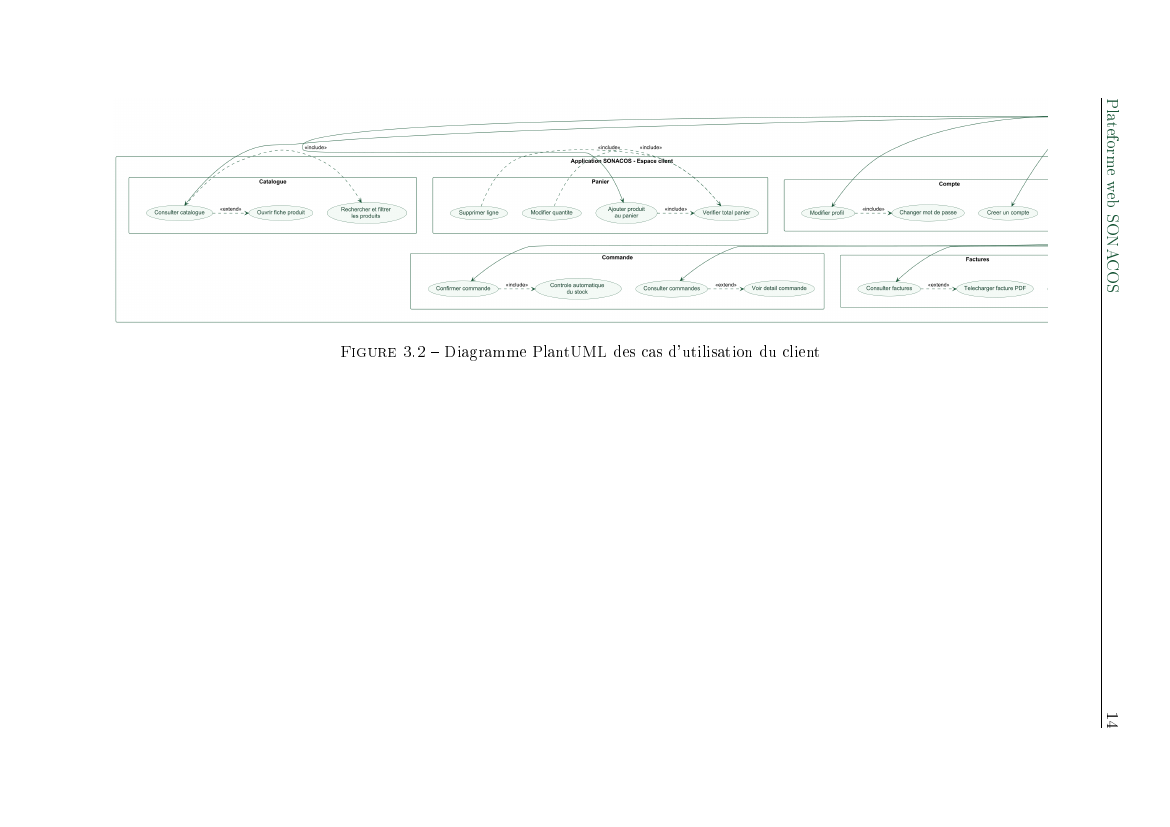 Plateforme web SONACOS
«include»
«include»
«include»
Application SONACOS - Espace client
Catalogue
Consulter catalogue
«extend»
Ouvrir fiche produit
Rechercher et filtrer
les produits
Panier
Supprimer ligne
Modifier quantite
Ajouter produit
au panier
«include»
Verifier total panier
Compte
Modifier profil
«include»
Changer mot de passe
Creer un compte
Commande
Confirmer commande
«include»
Controle automatique
du stock
Consulter commandes
«extend»
Voir detail commande
Factures
Consulter factures
«extend»
Telecharger facture PDF
FIGURE 3.2 – Diagramme PlantUML des cas d'utilisation du client
14